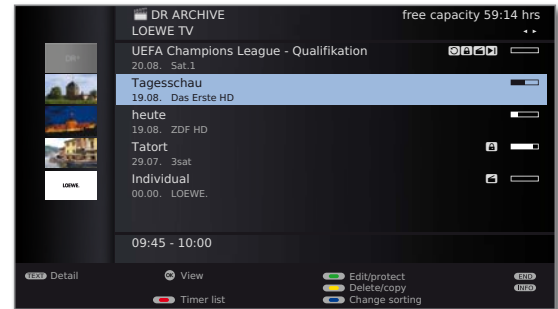 DR ARCHIVE free capacity 59:14 hrs
LOEWE TV
DR+
UEFA Champions League - Qualifikation
20.08. Sat.1
Tagesschau
19.08. Das Erste HD
heute
19.08. ZDF HD
Tatort
29.07. 3sat
LOEWE.
Individual
00.00. LOEWE.
09:45 - 10:00
TEXT Detail OK View Edit/protect END
Delete/copy INFO
Timer list Change sorting